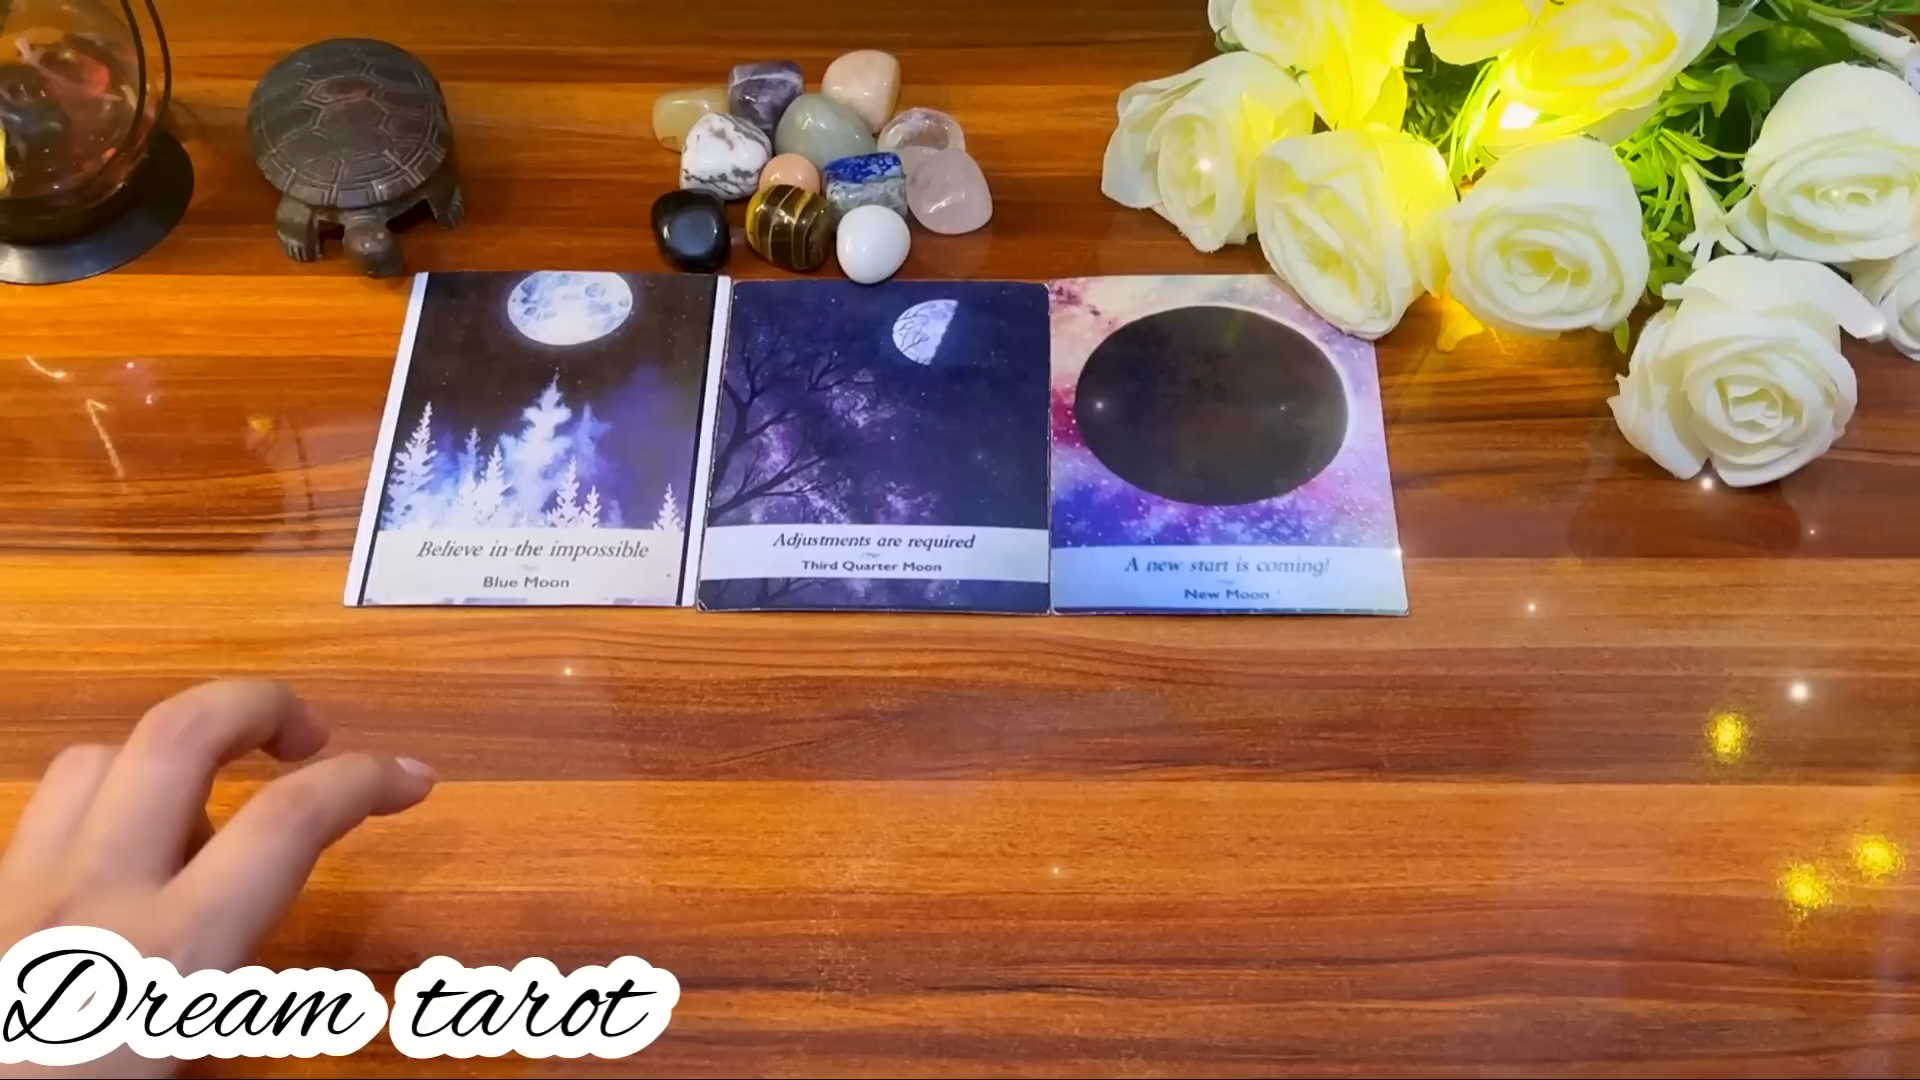 Believe in the impossible
Blue Moon
Adjustments are required
Third Quarter Moon
A new start is coming!
New Moon
Dream tarot